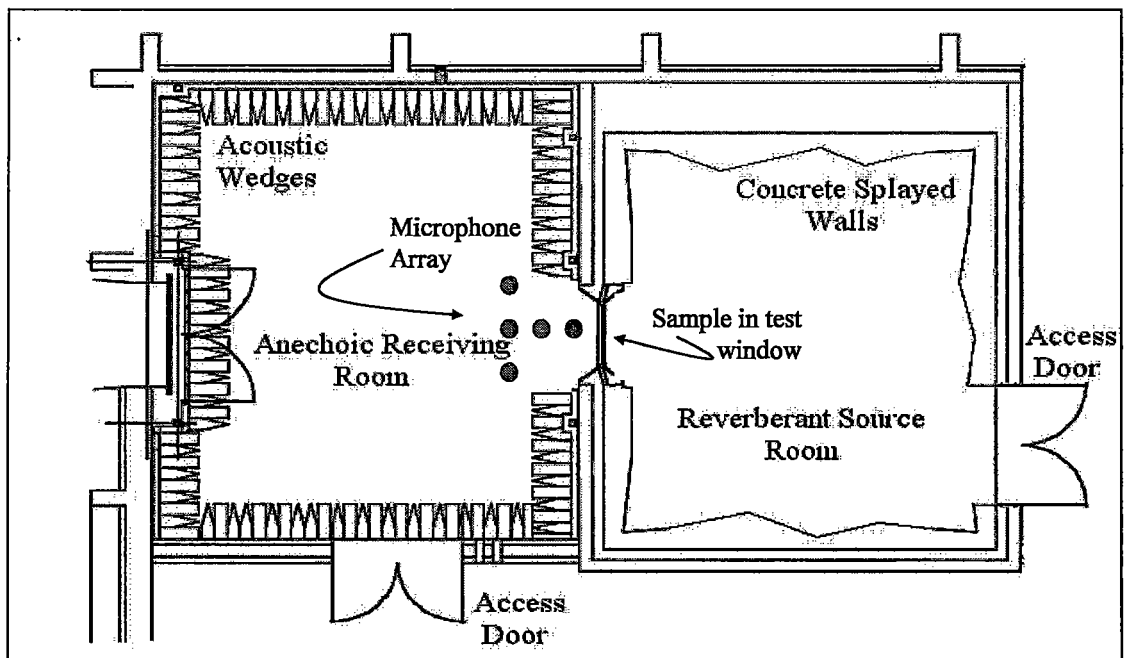 Acoustic
Wedges
Microphone
Array
Anechoic Receiving
Room
Concrete Splayed
Walls
Sample in test
window
Access
Door
Reverberant Source
Room
Access
Door